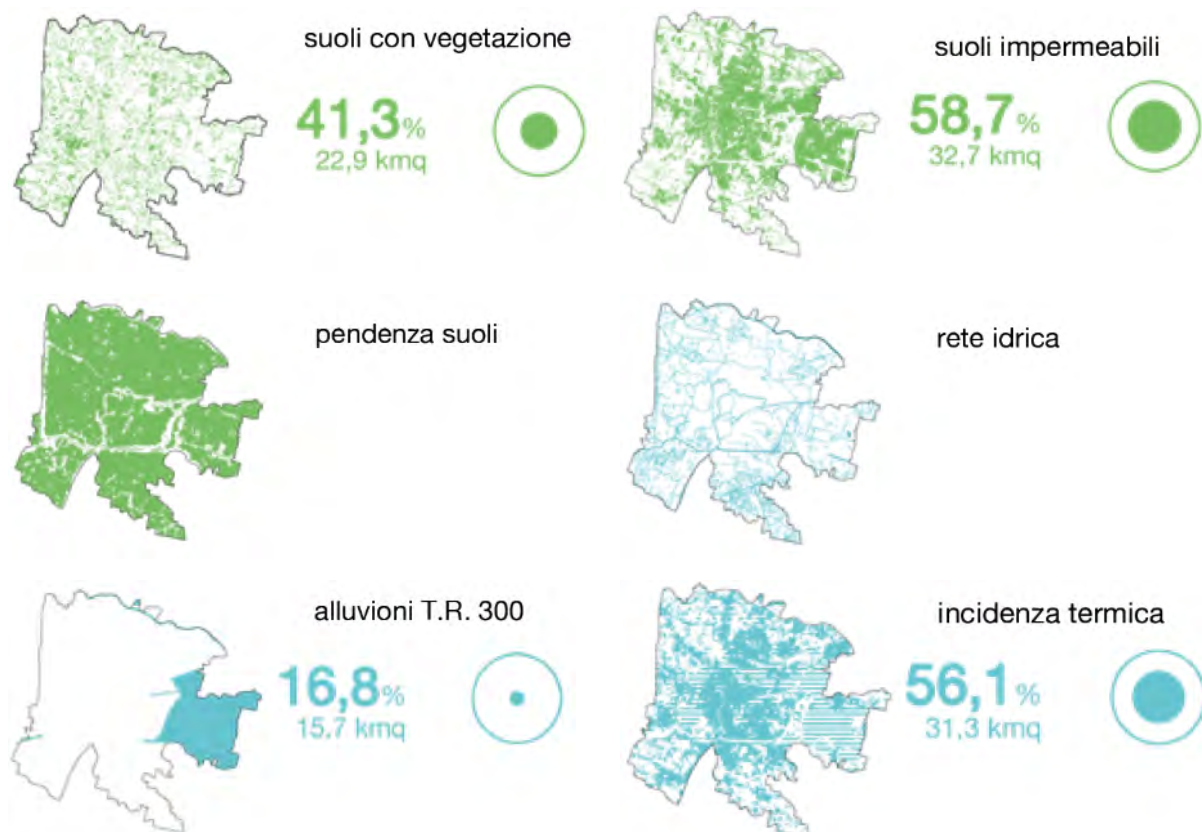 suoli con vegetazione
41,3%
22,9 kmq
suoli impermeabili
58,7%
32,7 kmq
pendenza suoli
rete idrica
alluvioni T.R. 300
16,8%
15.7 kmq
incidenza termica
56,1%
31,3 kmq